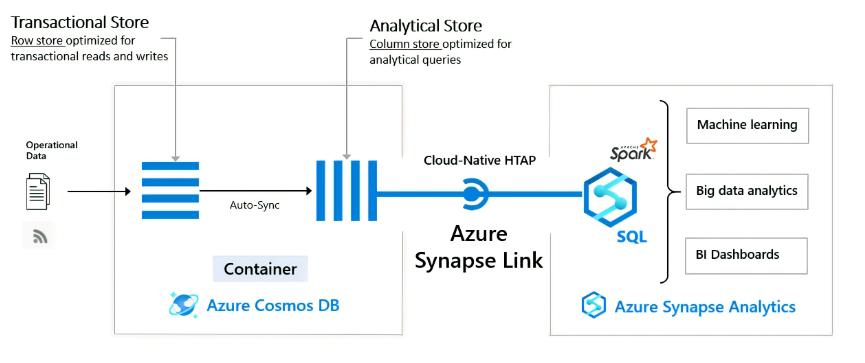 Transactional Store
Row store optimized for
transactional reads and writes
Analytical Store
Column store optimized for
analytical queries
Operational
Data
Auto-Sync
Container
Azure Cosmos DB
Cloud-Native HTAP
Azure
Synapse Link
APACHE
Spark
SQL
Machine learning
Big data analytics
BI Dashboards
Azure Synapse Analytics